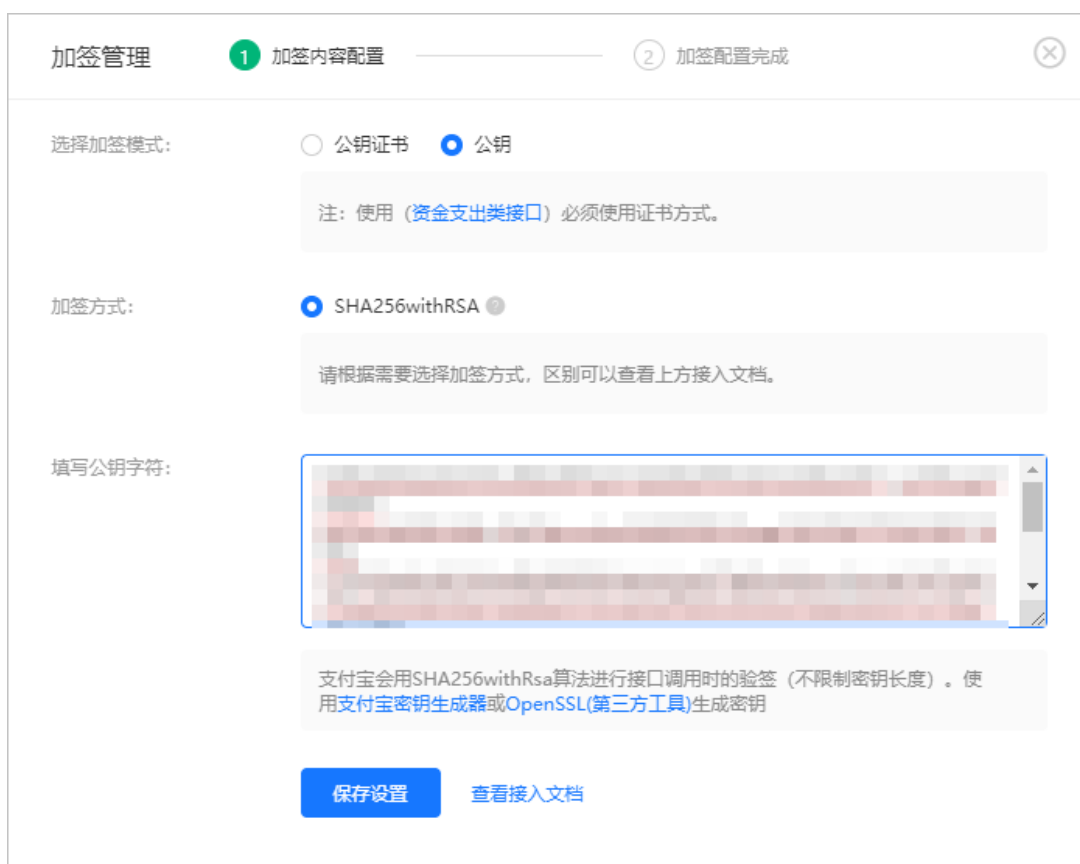 加签管理
1 加签内容配置
2 加签配置完成
选择加签模式:
公钥证书 公钥
注：使用（资金支出类接口）必须使用证书方式。
加签方式:
SHA256withRSA ?
请根据需要选择加签方式，区别可以查看上方接入文档。
填写公钥字符:
支付宝会用SHA256withRsa算法进行接口调用时的验签（不限制密钥长度）。使
用支付宝密钥生成器或OpenSSL(第三方工具)生成密钥
保存设置 查看接入文档